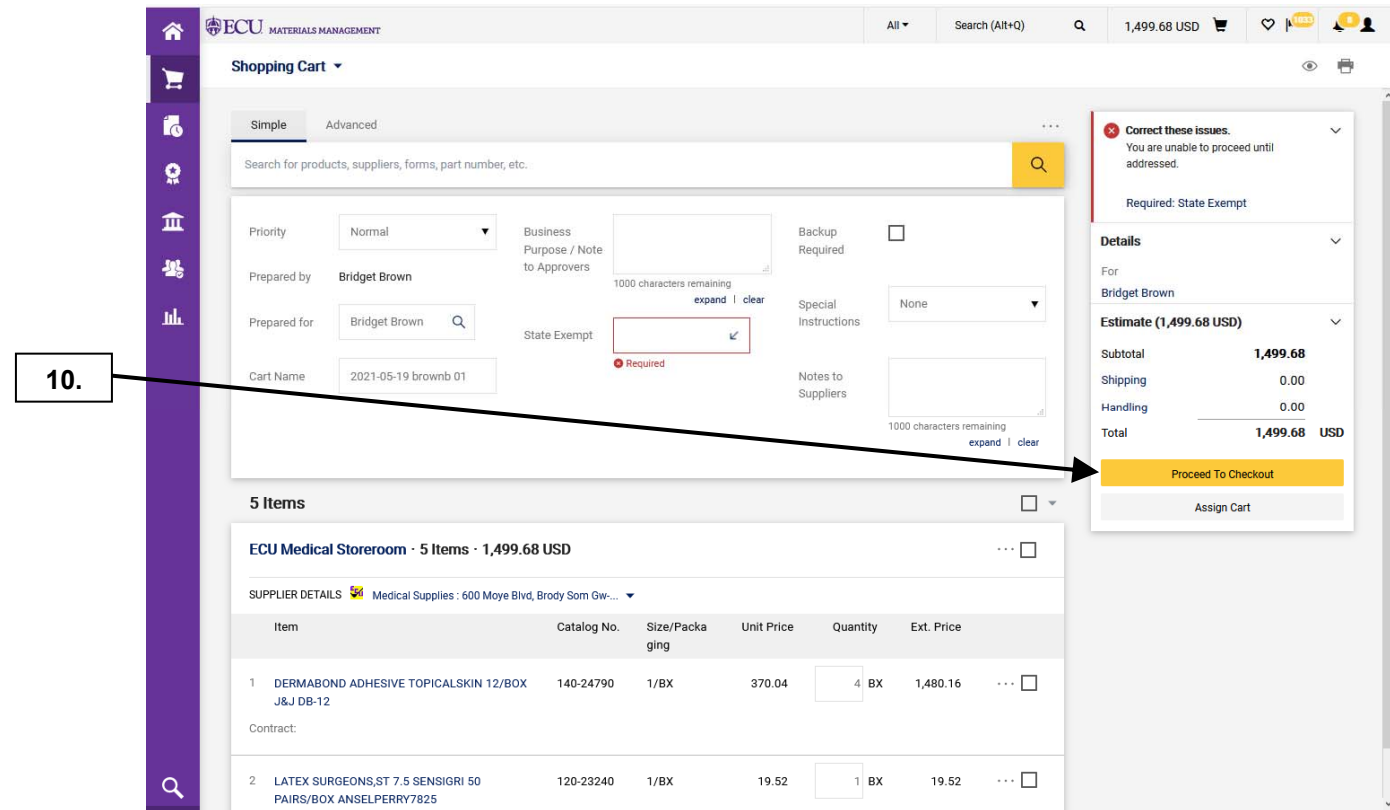 ECU MATERIALS MANAGEMENT
All
Search (Alt+Q)
1,499.68 USD
1033
8
Shopping Cart
Simple
Advanced
...
Search for products, suppliers, forms, part number, etc.
Priority
Normal
Prepared by
Bridget Brown
Prepared for
Bridget Brown
Cart Name
2021-05-19 brownb 01
Business
Purpose / Note
to Approvers
1000 characters remaining
expand | clear
State Exempt
Required
Backup
Required
Special
Instructions
None
Notes to
Suppliers
1000 characters remaining
expand | clear
Correct these issues.
You are unable to proceed until
addressed.
Required: State Exempt
Details
For
Bridget Brown
Estimate (1,499.68 USD)
Subtotal 1,499.68
Shipping 0.00
Handling 0.00
Total 1,499.68 USD
Proceed To Checkout
Assign Cart
10.
5 Items
ECU Medical Storeroom · 5 Items · 1,499.68 USD
...
SUPPLIER DETAILS Medical Supplies : 600 Moye Blvd, Brody Som Gw-...
Item Catalog No. Size/Packa Unit Price Quantity Ext. Price
ging
1 DERMABOND ADHESIVE TOPICALSKIN 12/BOX 140-24790 1/BX 370.04 4 BX 1,480.16 ...
J&J DB-12
Contract:
2 LATEX SURGEONS,ST 7.5 SENSIGRI 50 120-23240 1/BX 19.52 1 BX 19.52 ...
PAIRS/BOX ANSELPERRY7825